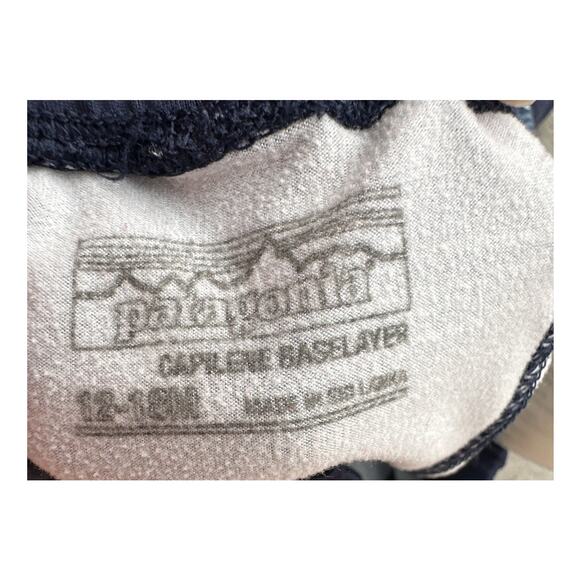 patagonia
CAPILENE BASELAYER
12-18M MADE IN SRI LANKA